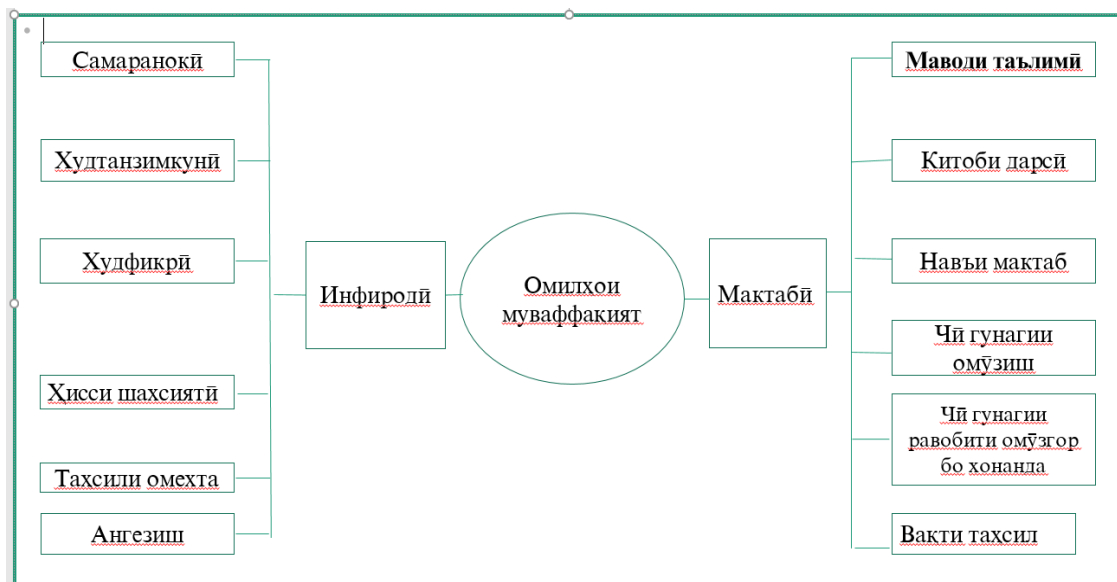 Самаранокӣ
Худтанзимкунӣ
Худфикрӣ
Ҳисси шахсиятӣ
Таҳсили омехта
Ангезиш
Инфиродӣ
Омилҳои
муваффақият
Мактабӣ
Маводи таълимӣ
Китоби дарсӣ
Навъи мактаб
Чӣ гунагии
омӯзиш
Чӣ гунагии
равобити омӯзгор
бо хонанда
Вақти таҳсил